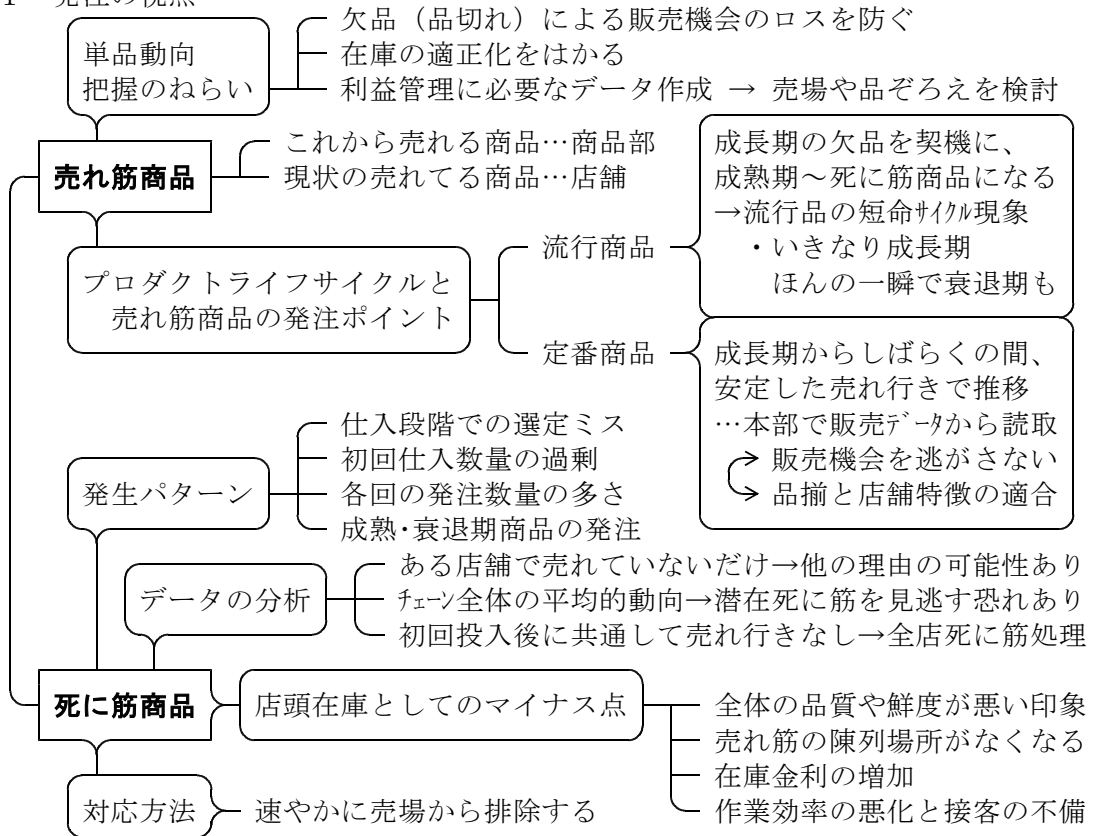 単品動向
把握のねらい
欠品（品切れ）による販売機会のロスを防ぐ
在庫の適正化をはかる
利益管理に必要なデータ作成 → 売場や品ぞろえを検討
売れ筋商品
これから売れる商品…商品部
現状の売れてる商品…店舗
プロダクトライフサイクルと
売れ筋商品の発注ポイント
流行商品
成長期の欠品を契機に、
成熟期～死に筋商品になる
→流行品の短命ｻｲｸﾙ現象
・いきなり成長期
ほんの一瞬で衰退期も
定番商品
成長期からしばらくの間、
安定した売れ行きで推移
…本部で販売ﾃﾞｰﾀから読取
販売機会を逃がさない
品揃と店舗特徴の適合
発生パターン
仕入段階での選定ミス
初回仕入数量の過剰
各回の発注数量の多さ
成熟･衰退期商品の発注
データの分析
ある店舗で売れていないだけ→他の理由の可能性あり
ﾁｪｰﾝ全体の平均的動向→潜在死に筋を見逃す恐れあり
初回投入後に共通して売れ行きなし→全店死に筋処理
死に筋商品
店頭在庫としてのマイナス点
全体の品質や鮮度が悪い印象
売れ筋の陳列場所がなくなる
在庫金利の増加
作業効率の悪化と接客の不備
対応方法
速やかに売場から排除する